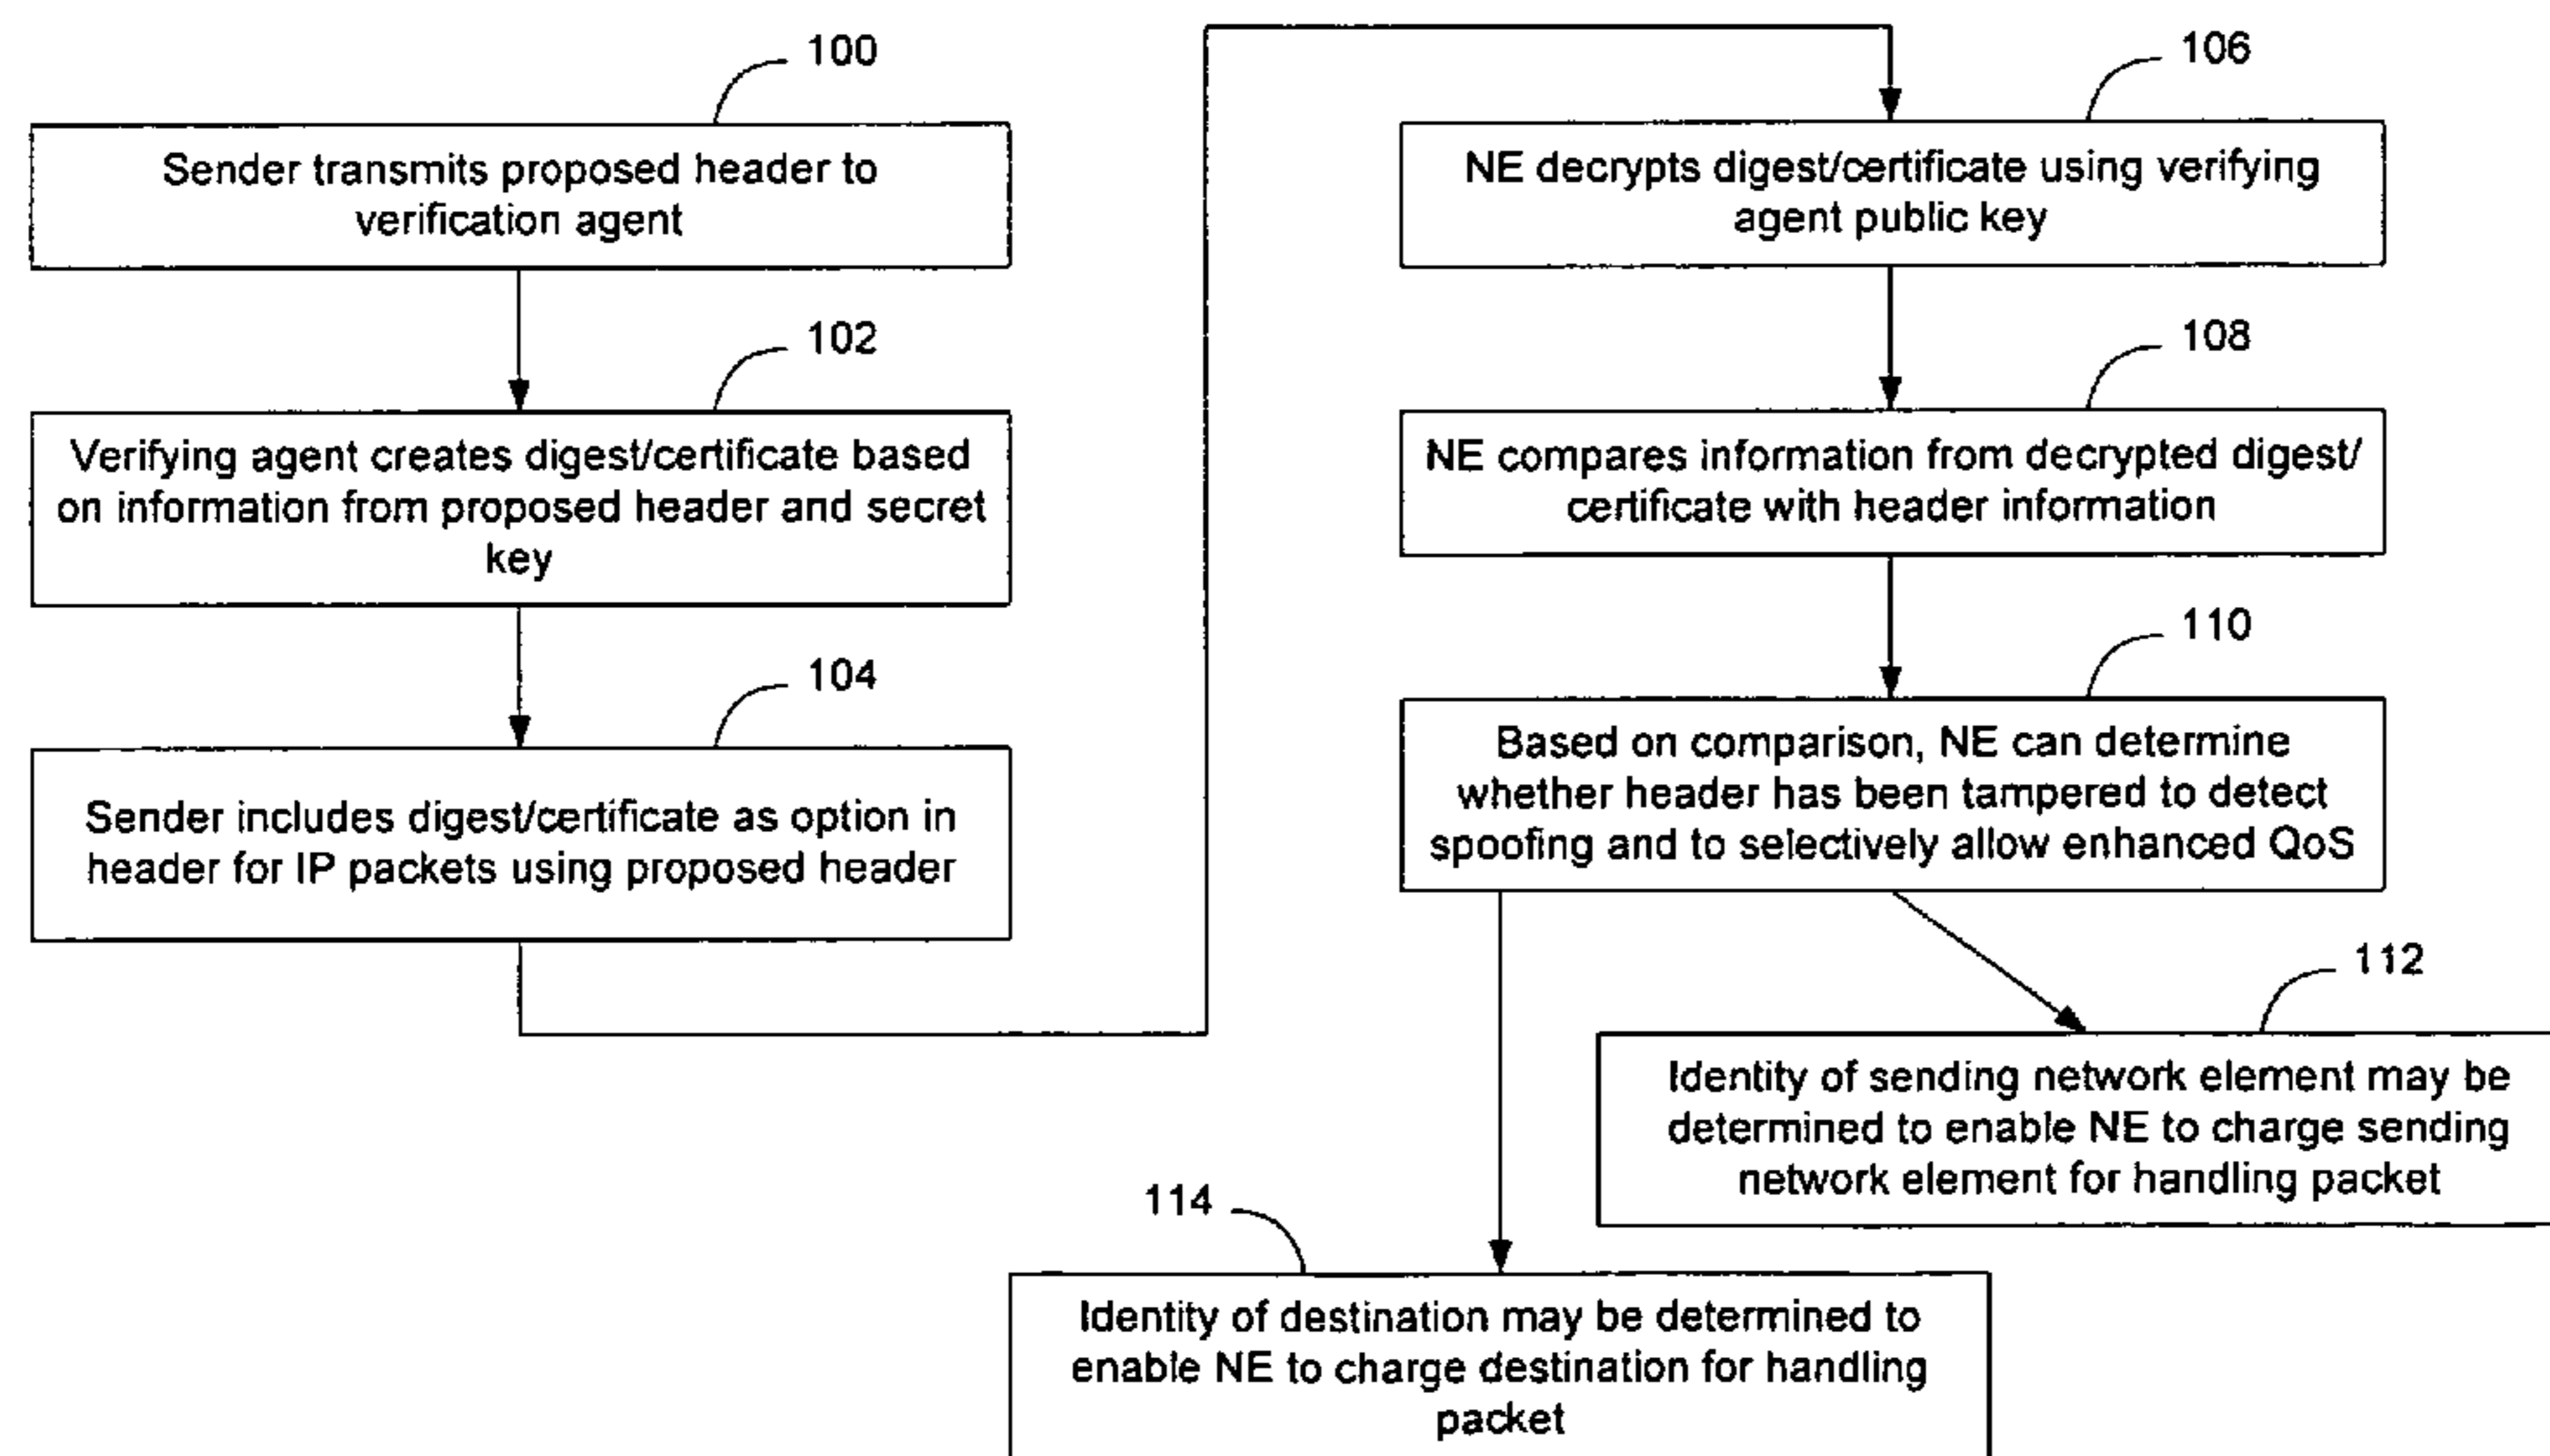 100
Sender transmits proposed header to
verification agent
102
Verifying agent creates digest/certificate based
on information from proposed header and secret
key
104
Sender includes digest/certificate as option in
header for IP packets using proposed header
106
NE decrypts digest/certificate using verifying
agent public key
108
NE compares information from decrypted digest/
certificate with header information
110
Based on comparison, NE can determine
whether header has been tampered to detect
spoofing and to selectively allow enhanced QoS
112
Identity of sending network element may be
determined to enable NE to charge sending
network element for handling packet
114
Identity of destination may be determined to
enable NE to charge destination for handling
packet